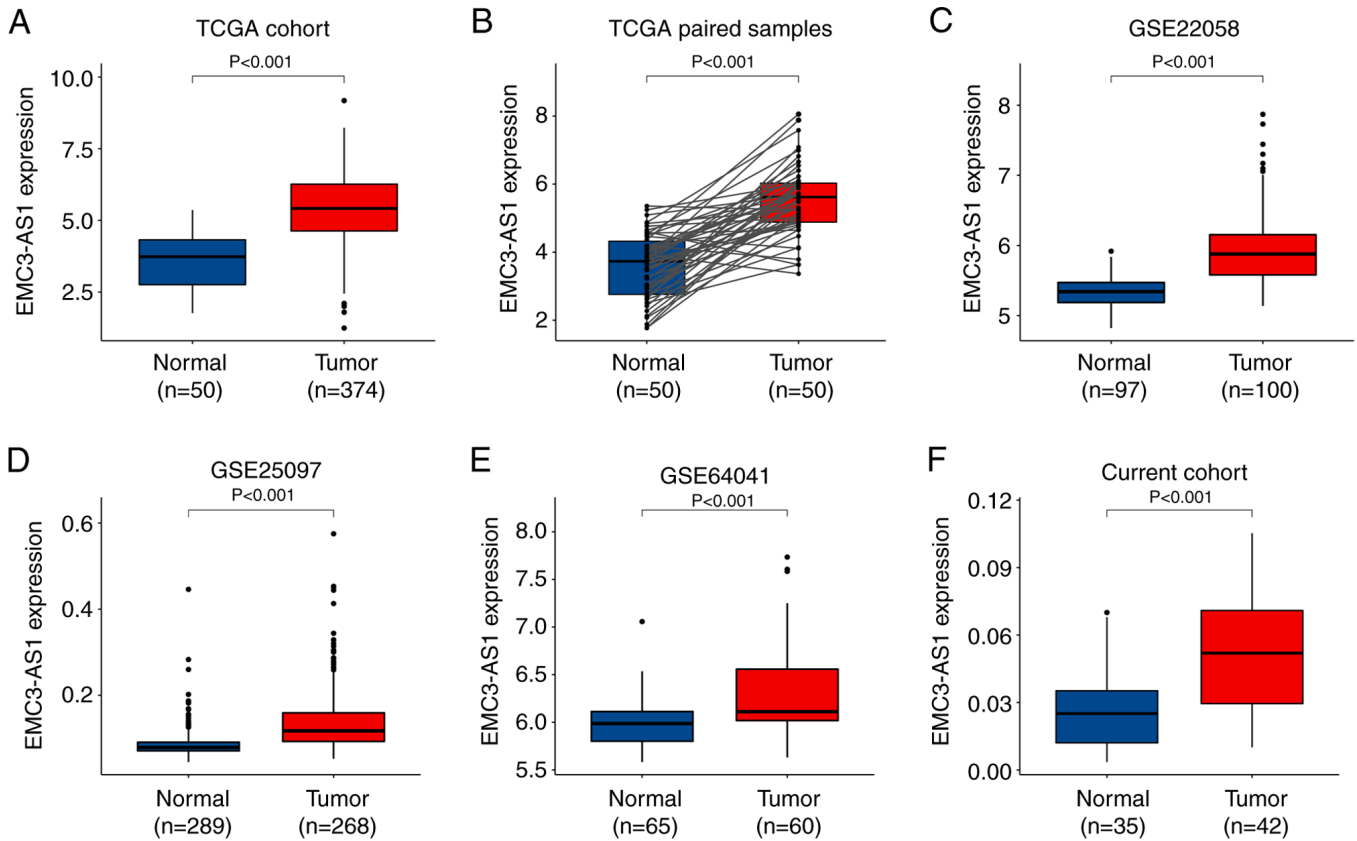 A
TCGA cohort
P<0.001
EMC3-AS1 expression
10.0
7.5
5.0
2.5
Normal
(n=50)
Tumor
(n=374)
B
TCGA paired samples
P<0.001
EMC3-AS1 expression
8
6
4
2
Normal
(n=50)
Tumor
(n=50)
C
GSE22058
P<0.001
EMC3-AS1 expression
8
7
6
5
Normal
(n=97)
Tumor
(n=100)
D
GSE25097
P<0.001
EMC3-AS1 expression
0.6
0.4
0.2
Normal
(n=289)
Tumor
(n=268)
E
GSE64041
P<0.001
EMC3-AS1 expression
8.0
7.5
7.0
6.5
6.0
5.5
Normal
(n=65)
Tumor
(n=60)
F
Current cohort
P<0.001
EMC3-AS1 expression
0.12
0.09
0.06
0.03
0.00
Normal
(n=35)
Tumor
(n=42)